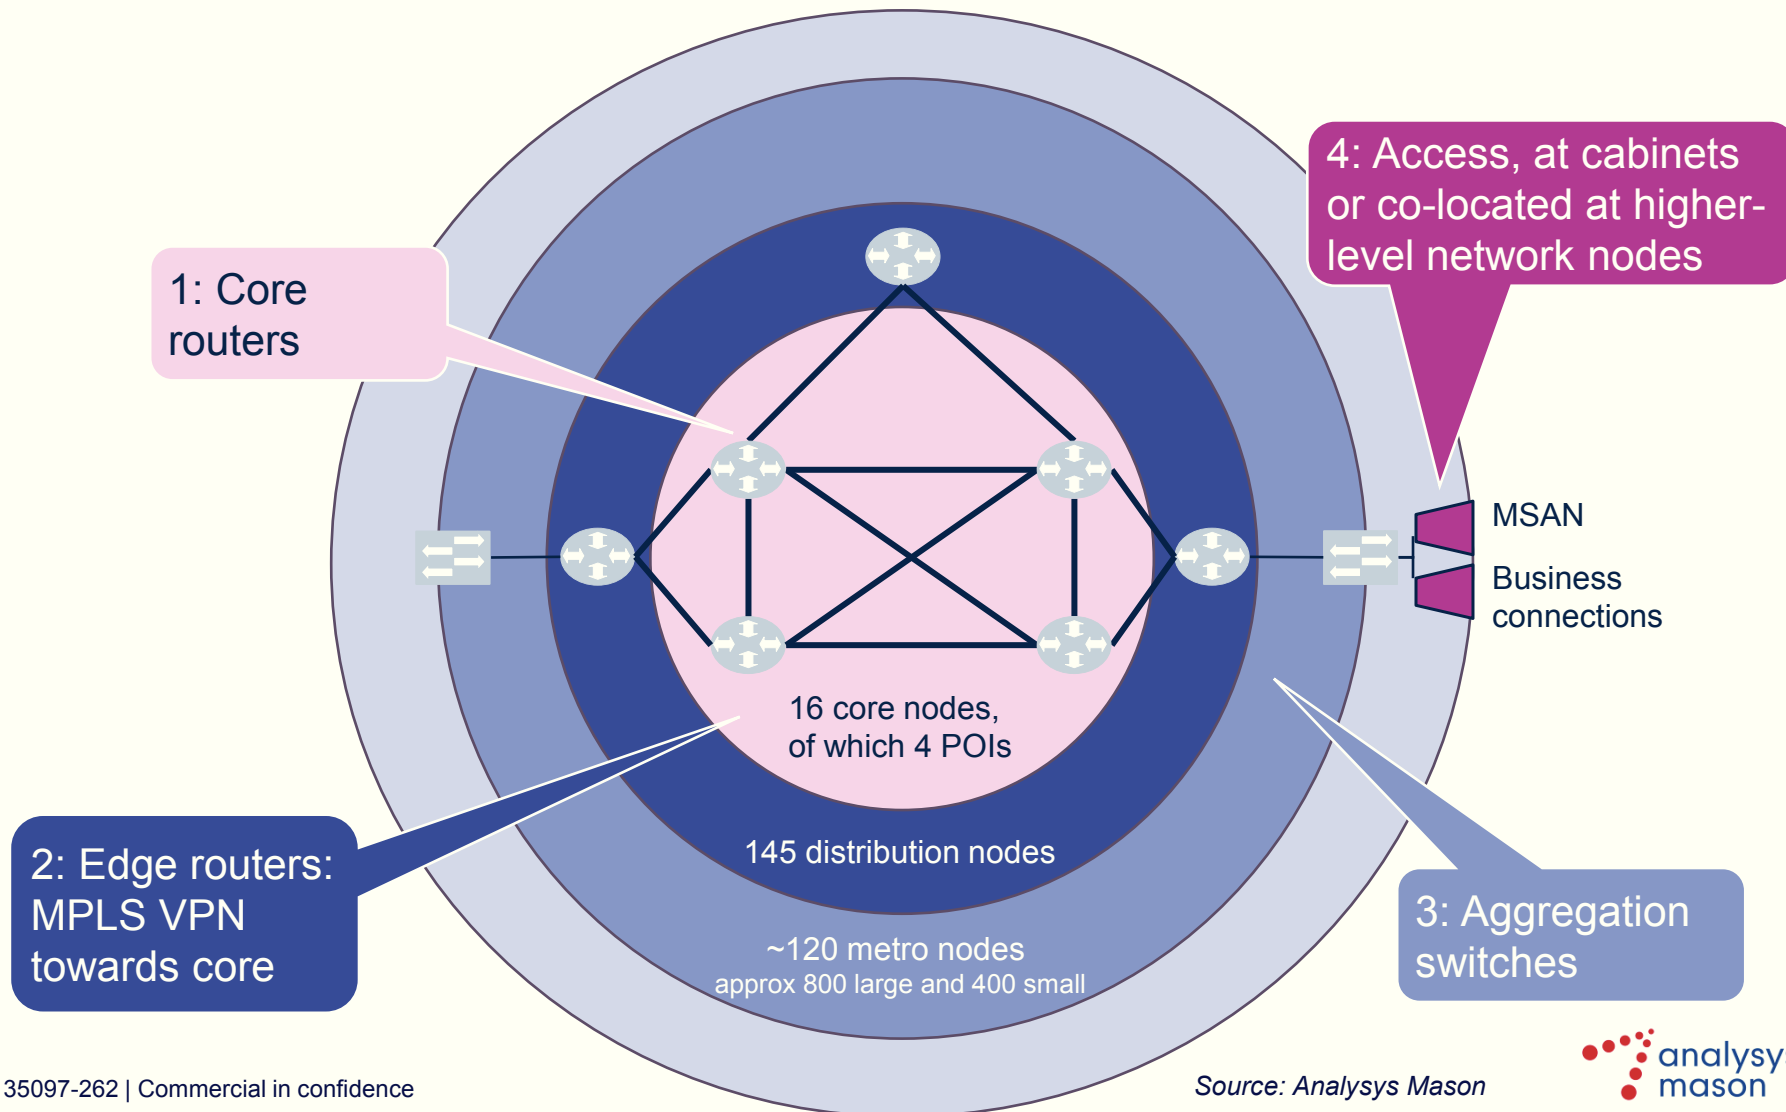 4: Access, at cabinets
or co-located at higher-
level network nodes
1: Core
routers
MSAN
Business
connections
16 core nodes,
of which 4 POIs
2: Edge routers:
MPLS VPN
towards core
145 distribution nodes
3: Aggregation
switches
~120 metro nodes
approx 800 large and 400 small
35097-262 | Commercial in confidence
Source: Analysys Mason
analysys
mason